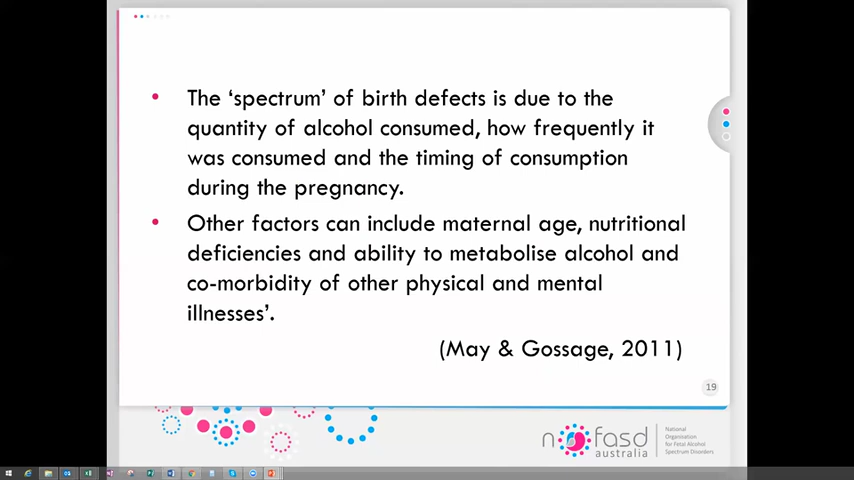 • The ‘spectrum’ of birth defects is due to the
quantity of alcohol consumed, how frequently it
was consumed and the timing of consumption
during the pregnancy.
• Other factors can include maternal age, nutritional
deficiencies and ability to metabolise alcohol and
co-morbidity of other physical and mental
illnesses’.
(May & Gossage, 2011)
19
nofasd
australia
National
Organisation
for Fetal Alcohol
Spectrum Disorders